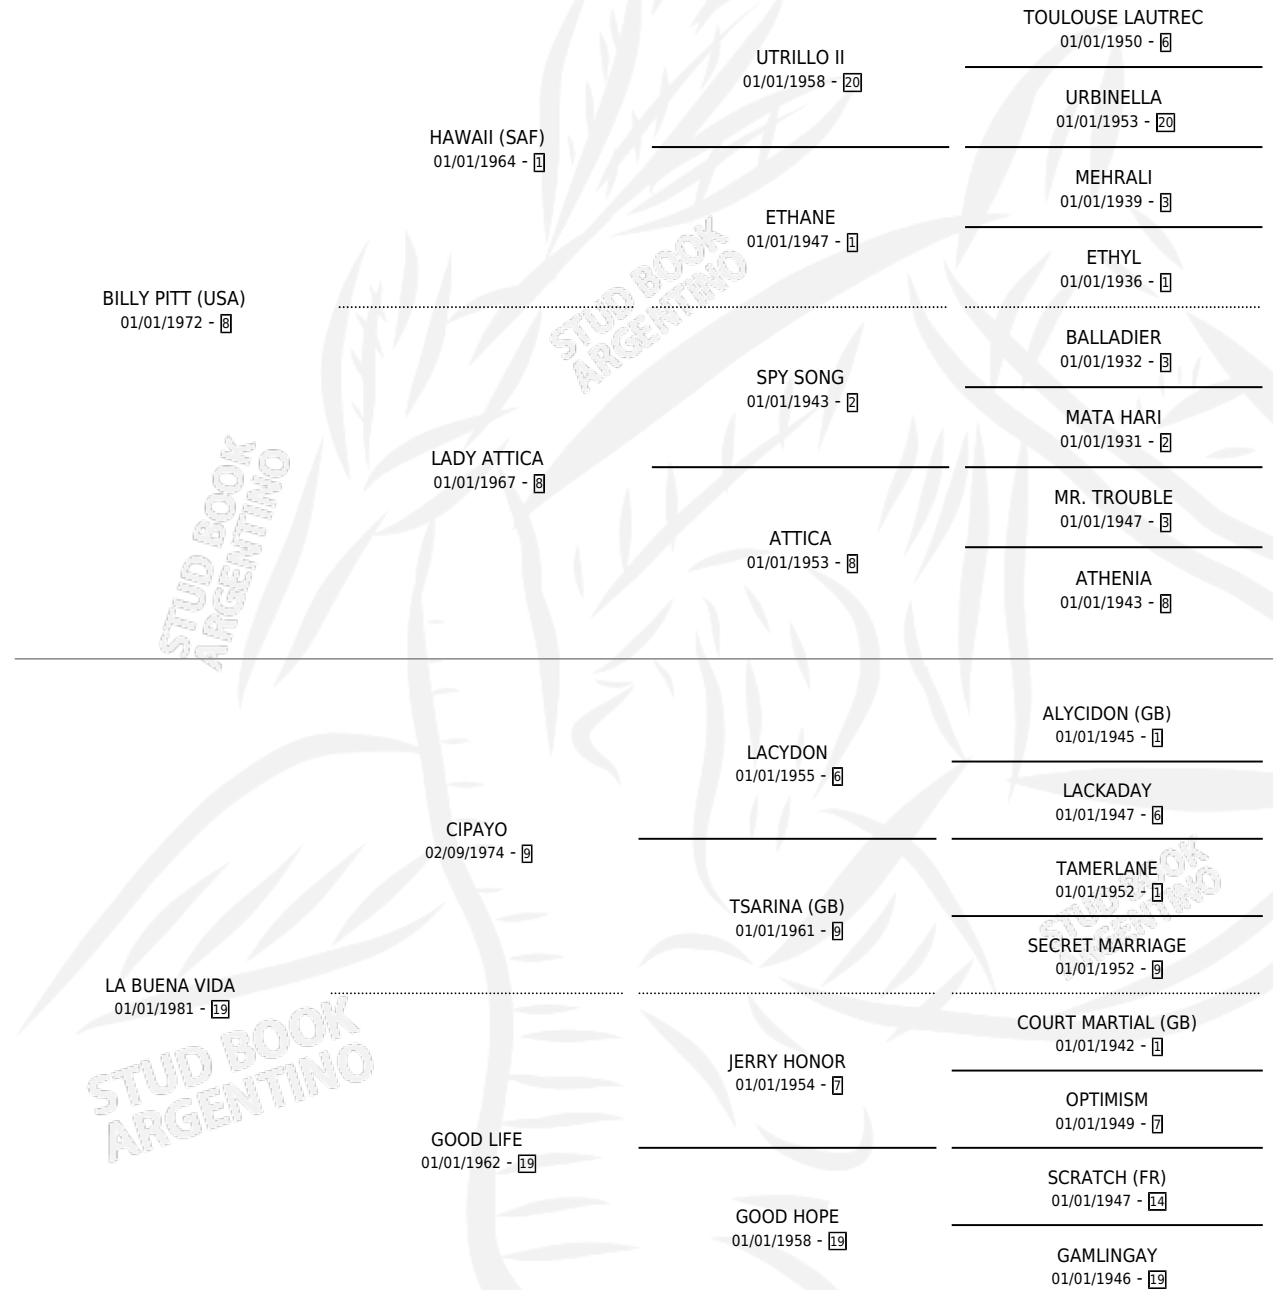 TOULOUSE LAUTREC
01/01/1950 - 6
UTRILLO II
01/01/1958 - 20
URBINELLA
01/01/1953 - 20
HAWAII (SAF)
01/01/1964 - 1
MEHRALI
01/01/1939 - 3
ETHANE
01/01/1947 - 1
ETHYL
01/01/1936 - 1
BILLY PITT (USA)
01/01/1972 - 8
BALLADIER
01/01/1932 - 3
SPY SONG
01/01/1943 - 2
MATA HARI
01/01/1931 - 2
LADY ATTICA
01/01/1967 - 8
MR. TROUBLE
01/01/1947 - 3
ATTICA
01/01/1953 - 8
ATHENIA
01/01/1943 - 8
STUD BOOK
ARGENTINO
STUD BOOK
ARGENTINO
ALYCIDON (GB)
01/01/1945 - 1
LACYDON
01/01/1955 - 6
LACKADAY
01/01/1947 - 6
CIPAYO
02/09/1974 - 9
TAMERLANE
01/01/1952 - 1
TSARINA (GB)
01/01/1961 - 9
SECRET MARRIAGE
01/01/1952 - 9
LA BUENA VIDA
01/01/1981 - 19
COURT MARTIAL (GB)
01/01/1942 - 1
JERRY HONOR
01/01/1954 - 7
OPTIMISM
01/01/1949 - 7
GOOD LIFE
01/01/1962 - 19
SCRATCH (FR)
01/01/1947 - 14
GOOD HOPE
01/01/1958 - 19
GAMLINGAY
01/01/1946 - 19
STUD BOOK
ARGENTINO
STUD BOOK
ARGENTINO